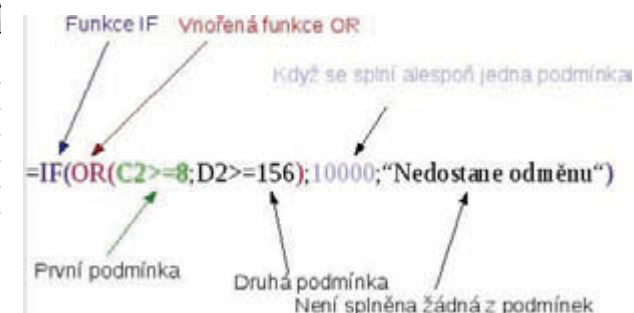 Funkce IF Vnořená funkce OR
Když se splní alespoň jedna podmínka
=IF(OR(C2>=8;D2>=156);10000;“Nedostane odměnu“)
První podmínka
Druhá podmínka
Není splněna žádná z podmínek